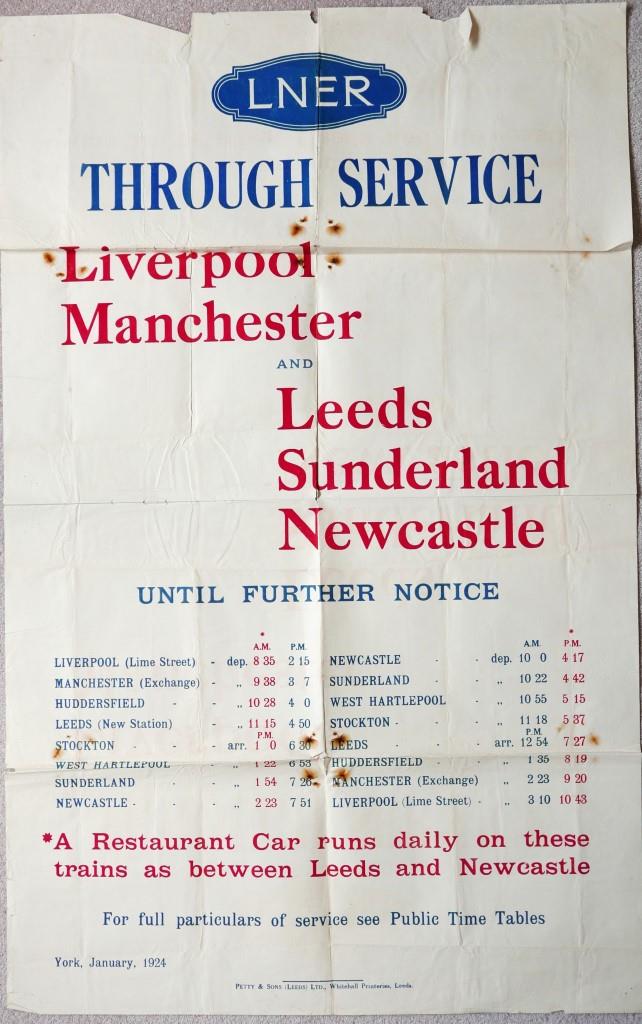 LNER
THROUGH SERVICE
Liverpool
Manchester
AND
Leeds
Sunderland
Newcastle
UNTIL FURTHER NOTICE
*
A.M. P.M.
LIVERPOOL (Lime Street) - dep. 8 35 2 15
MANCHESTER (Exchange) - „ 9 38 3 7
HUDDERSFIELD - - „ 10 28 4 0
LEEDS (New Station) - „ 11 15 4 50
P.M.
STOCKTON - - - arr. 1 0 6 30
WEST HARTLEPOOL - - „ 1 22 6 53
SUNDERLAND - - - „ 1 54 7 26
NEWCASTLE - - - „ 2 23 7 51
*
A.M. P.M.
NEWCASTLE - - dep. 10 0 4 17
SUNDERLAND - - „ 10 22 4 42
WEST HARTLEPOOL - „ 10 55 5 15
STOCKTON - - - „ 11 18 5 37
P.M.
LEEDS - - - arr. 12 54 7 27
HUDDERSFIELD - - „ 1 35 8 19
MANCHESTER (Exchange) - „ 2 23 9 20
LIVERPOOL (Lime Street) - „ 3 10 10 43
*A Restaurant Car runs daily on these
trains as between Leeds and Newcastle
For full particulars of service see Public Time Tables
York, January, 1924
PETTY & SONS (LEEDS) LTD., Whitehall Printeries, Leeds.